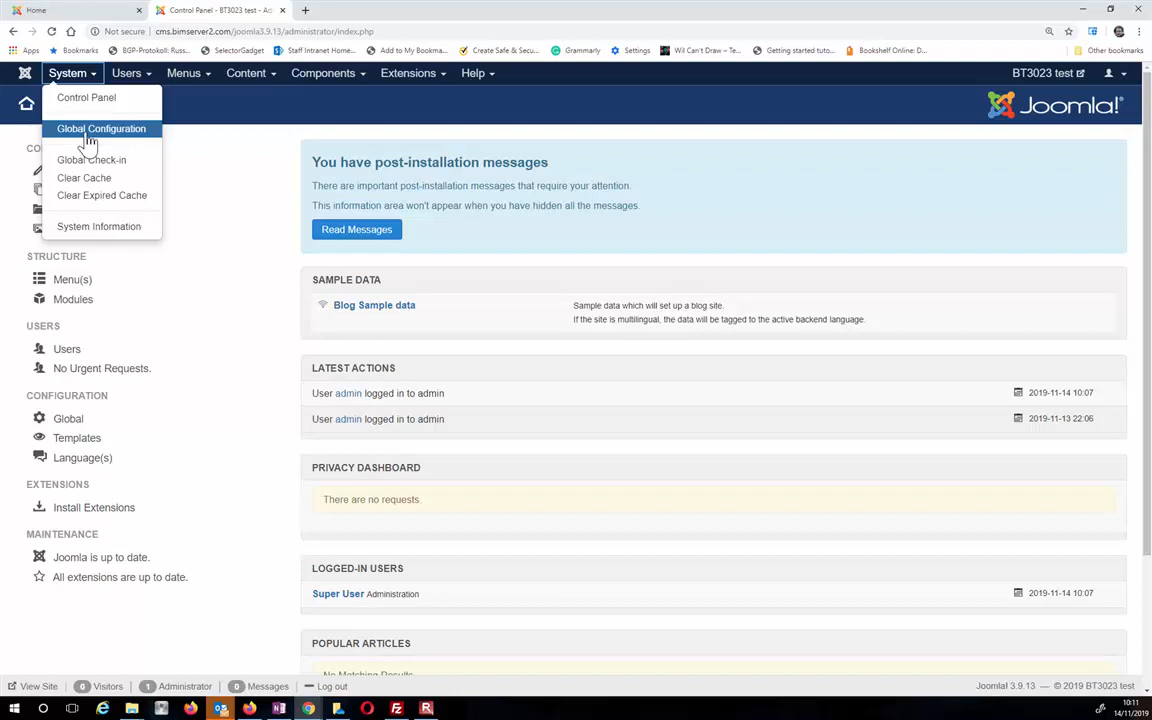 Home
Control Panel - BT3023 test - Ad
Not secure
cms.bimserver2.com/joomla3.9.13/administrator/index.php
Apps
Bookmarks
BGP-Protokoll: Russ...
SelectorGadget
Staff Intranet Home...
Add to My Bookma...
Create Safe & Secu...
Grammarly
Settings
Wil Can't Draw – Te...
Getting started tuto...
Bookshelf Online: D...
Other bookmarks
System
Users
Menus
Content
Components
Extensions
Help
BT3023 test
Joomla!®
Control Panel
Global Configuration
Global Check-in
Clear Cache
Clear Expired Cache
System Information
CO
STRUCTURE
Menu(s)
Modules
USERS
Users
No Urgent Requests.
CONFIGURATION
Global
Templates
Language(s)
EXTENSIONS
Install Extensions
MAINTENANCE
Joomla is up to date.
All extensions are up to date.
You have post-installation messages
There are important post-installation messages that require your attention.
This information area won't appear when you have hidden all the messages.
Read Messages
SAMPLE DATA
Blog Sample data
Sample data which will set up a blog site.
If the site is multilingual, the data will be tagged to the active backend language.
LATEST ACTIONS
User admin logged in to admin
2019-11-14 10:07
User admin logged in to admin
2019-11-13 22:06
PRIVACY DASHBOARD
There are no requests.
LOGGED-IN USERS
Super User Administration
2019-11-14 10:07
POPULAR ARTICLES
No Matching Results
View Site
0 Visitors
1 Administrator
0 Messages
Log out
Joomla! 3.9.13 — © 2019 BT3023 test
10:11
14/11/2019